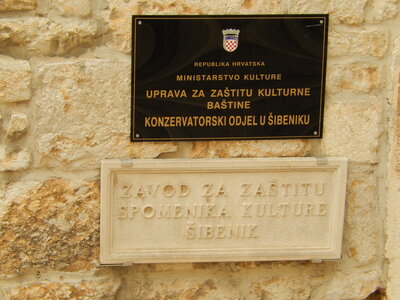 REPUBLIKA HRVATSKA
MINISTARSTVO KULTURE
UPRAVA ZA ZAŠTITU KULTURNE
BAŠTINE
KONZERVATORSKI ODJEL U ŠIBENIKU
ZAVOD ZA ZAŠTITU
SPOMENIKA KULTURE
ŠIBENIK